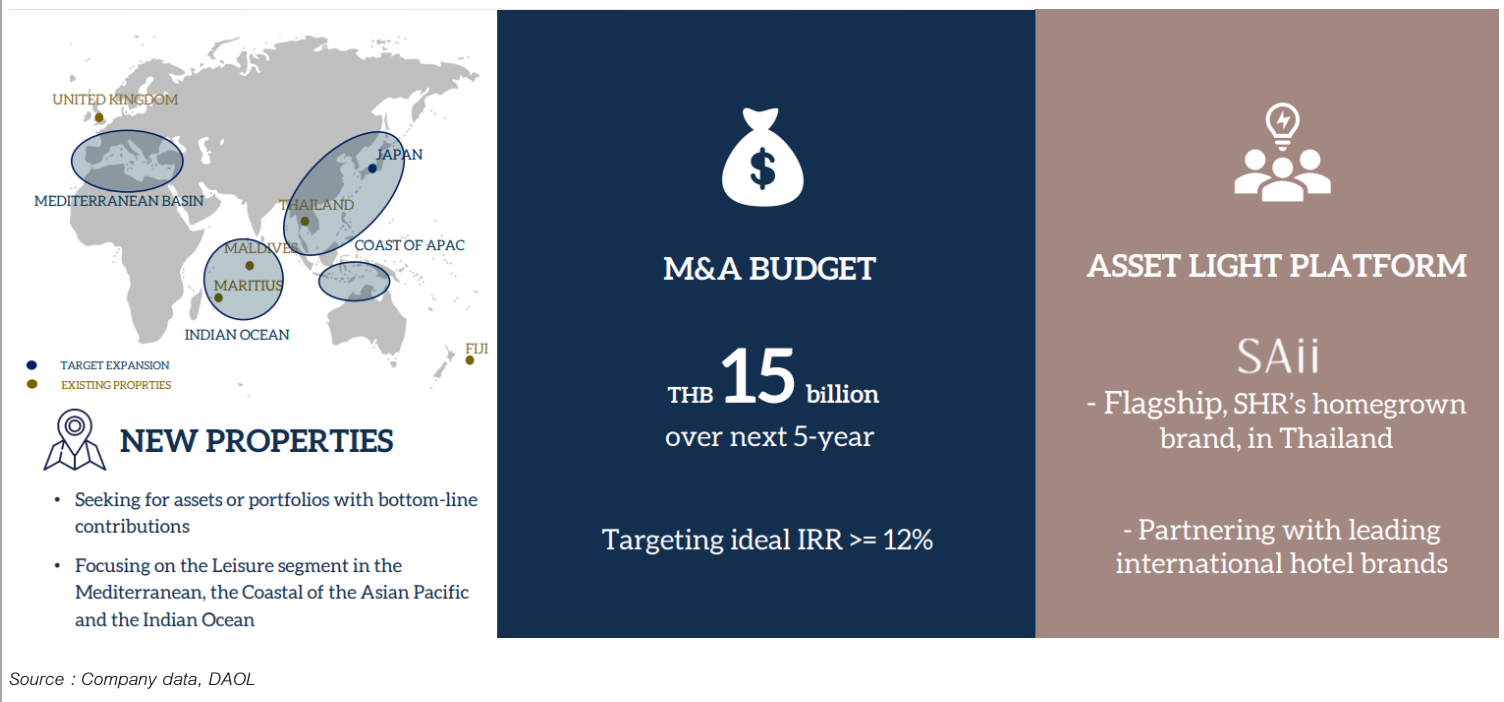 UNITED KINGDOM
JAPAN
MEDITERRANEAN BASIN
THAILAND
MALDIVES
COAST OF APAC
MARITIUS
INDIAN OCEAN
FIJI
TARGET EXPANSION
EXISTING PROPRTIES
NEW PROPERTIES
• Seeking for assets or portfolios with bottom-line
contributions
• Focusing on the Leisure segment in the
Mediterranean, the Coastal of the Asian Pacific
and the Indian Ocean
$
M&A BUDGET
THB 15 billion
over next 5-year
Targeting ideal IRR >= 12%
ASSET LIGHT PLATFORM
SAii
- Flagship, SHR's homegrown
brand, in Thailand
- Partnering with leading
international hotel brands
Source : Company data, DAOL